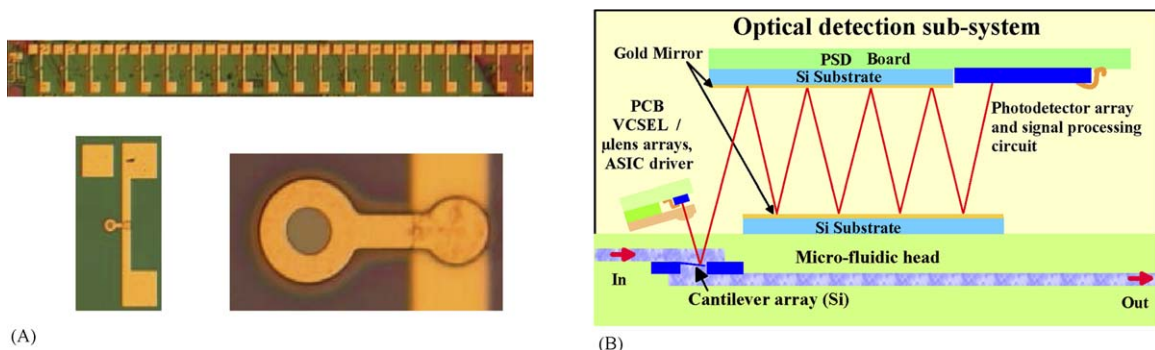 Optical detection sub-system
Gold Mirror
PSD Board
Si Substrate
PCB
VCSEL /
μlens arrays,
ASIC driver
Photodetector array
and signal processing
circuit
Si Substrate
Micro-fluidic head
In
Cantilever array (Si)
Out
(A)
(B)